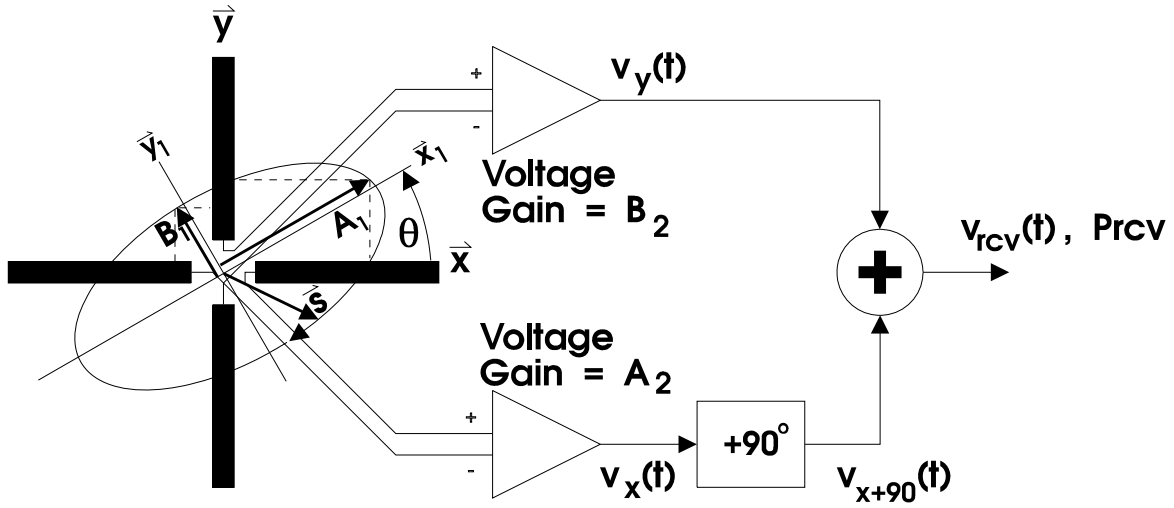 y
+
-
v_y(t)
y_1
x_1
Voltage
Gain = B_2
A_1
B_1
θ
x
s
v_rcv(t) , Prcv
+
Voltage
Gain = A_2
+
-
+90°
v_x(t)
v_x+90(t)